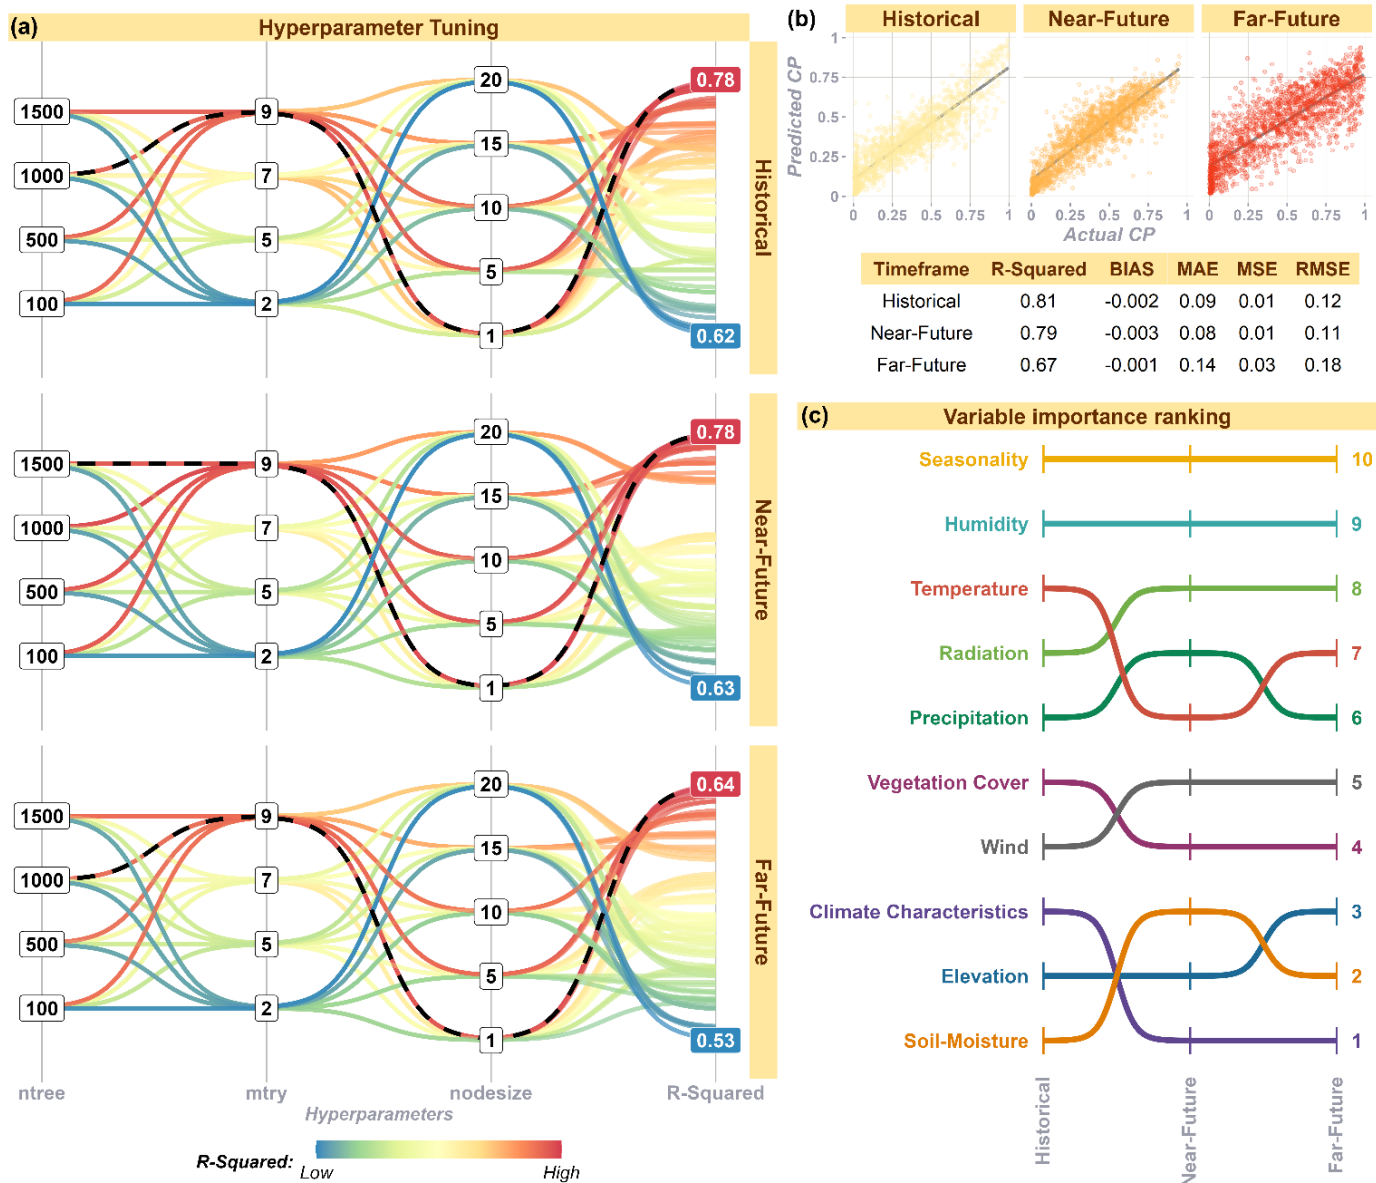 (a)
Hyperparameter Tuning
1500
1000
500
100
9
7
5
2
20
15
10
5
1
0.78
0.62
Historical
1500
1000
500
100
9
7
5
2
20
15
10
5
1
0.78
0.63
Near-Future
1500
1000
500
100
9
7
5
2
20
15
10
5
1
0.64
0.53
Far-Future
ntree mtry nodesize R-Squared
Hyperparameters
R-Squared:
Low High
(b)
Historical Near-Future Far-Future
Predicted CP
1
0.75
0.5
0.25
0
0 0.25 0.5 0.75 1
0 0.25 0.5 0.75 1
0 0.25 0.5 0.75 1
Actual CP
Timeframe R-Squared BIAS MAE MSE RMSE
Historical 0.81 -0.002 0.09 0.01 0.12
Near-Future 0.79 -0.003 0.08 0.01 0.11
Far-Future 0.67 -0.001 0.14 0.03 0.18
(c)
Variable importance ranking
Seasonality 10
Humidity 9
Temperature 8
Radiation 7
Precipitation 6
Vegetation Cover 5
Wind 4
Climate Characteristics 3
Elevation 2
Soil-Moisture 1
Historical
Near-Future
Far-Future